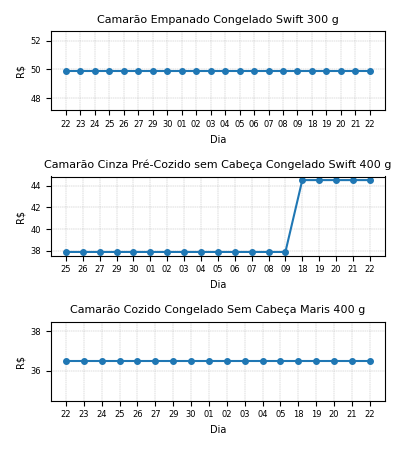 Camarão Empanado Congelado Swift 300 g
52
50
48
R$
22 23 24 25 26 27 29 30 01 02 03 04 05 06 07 08 09 18 19 20 21 22
Dia
Camarão Cinza Pré-Cozido sem Cabeça Congelado Swift 400 g
44
42
40
38
R$
25 26 27 29 30 01 02 03 04 05 06 07 08 09 18 19 20 21 22
Dia
Camarão Cozido Congelado Sem Cabeça Maris 400 g
38
36
R$
22 23 24 25 26 27 29 30 01 02 03 04 05 18 19 20 21 22
Dia